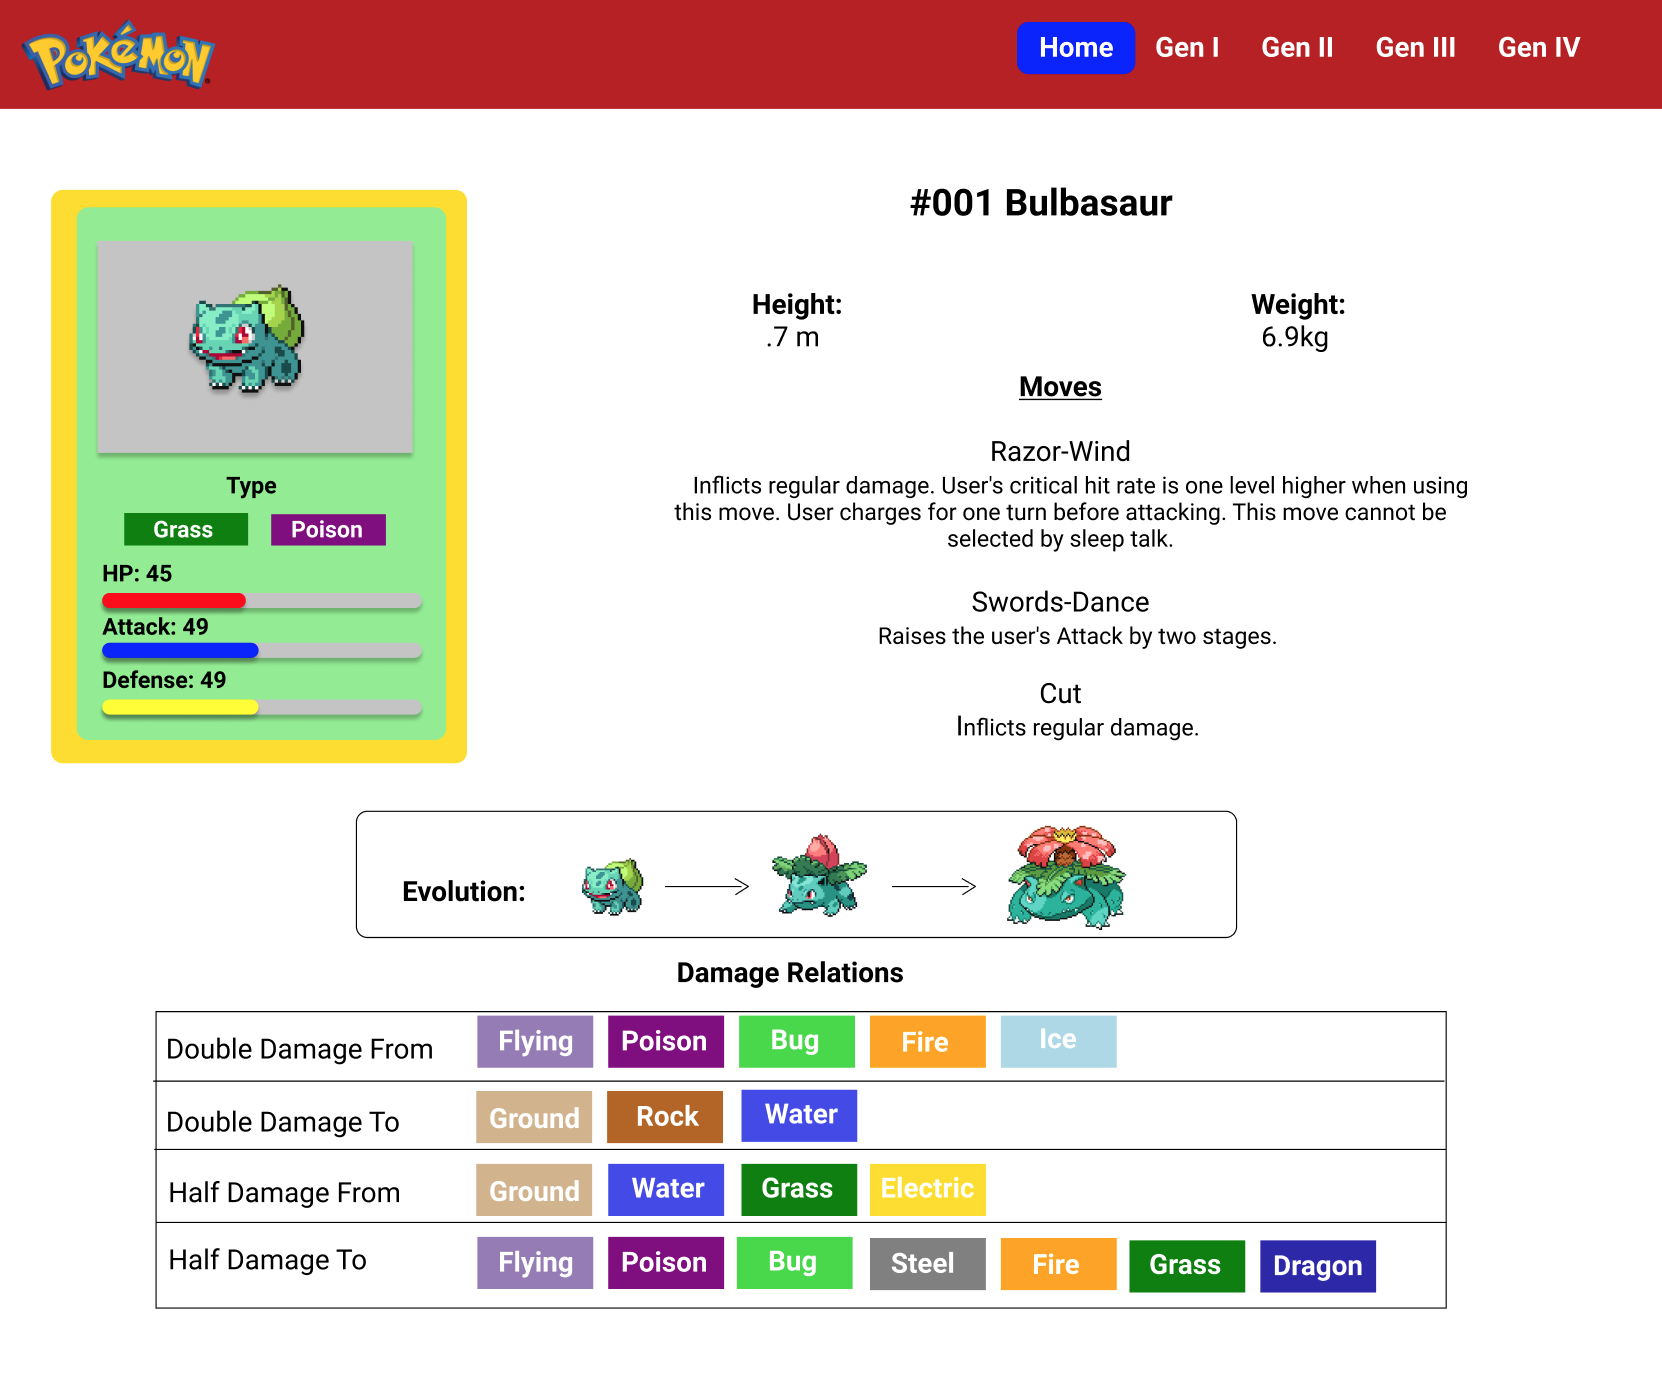 POKéMON
Home Gen I Gen II Gen III Gen IV
#001 Bulbasaur
Height:
.7 m
Weight:
6.9kg
Moves
Razor-Wind
Inflicts regular damage. User's critical hit rate is one level higher when using
this move. User charges for one turn before attacking. This move cannot be
selected by sleep talk.
Swords-Dance
Raises the user's Attack by two stages.
Cut
Inflicts regular damage.
Type
Grass Poison
HP: 45
Attack: 49
Defense: 49
Evolution:
Damage Relations
Double Damage From Flying Poison Bug Fire Ice
Double Damage To Ground Rock Water
Half Damage From Ground Water Grass Electric
Half Damage To Flying Poison Bug Steel Fire Grass Dragon